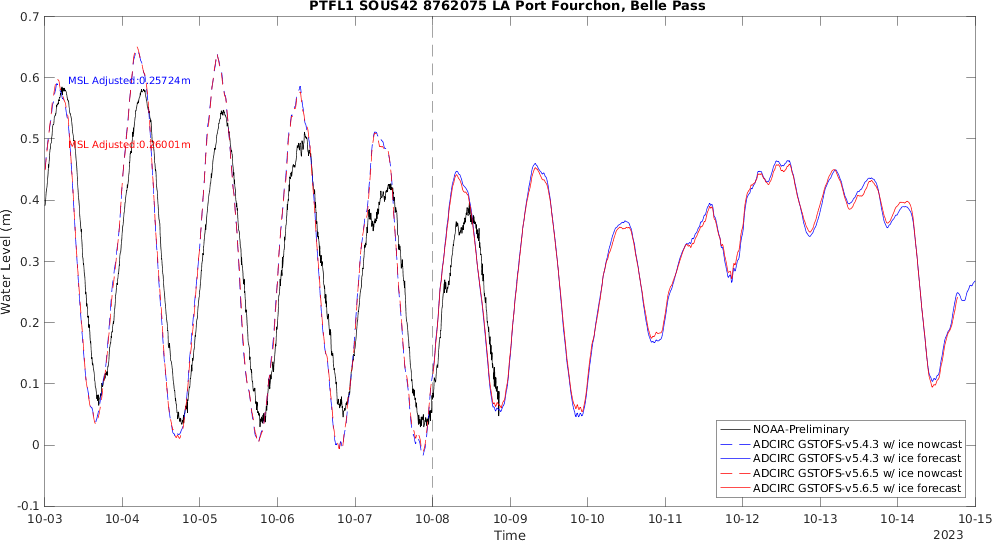 PTFL1 SOUS42 8762075 LA Port Fourchon, Belle Pass
0.7
0.6
0.5
0.4
0.3
0.2
0.1
0
-0.1
Water Level (m)
MSL Adjusted:0.25724m
MSL Adjusted:0.26001m
NOAA-Preliminary
ADCIRC GSTOFS-v5.4.3 w/ ice nowcast
ADCIRC GSTOFS-v5.4.3 w/ ice forecast
ADCIRC GSTOFS-v5.6.5 w/ ice nowcast
ADCIRC GSTOFS-v5.6.5 w/ ice forecast
10-03 10-04 10-05 10-06 10-07 10-08 10-09 10-10 10-11 10-12 10-13 10-14 10-15
Time
2023